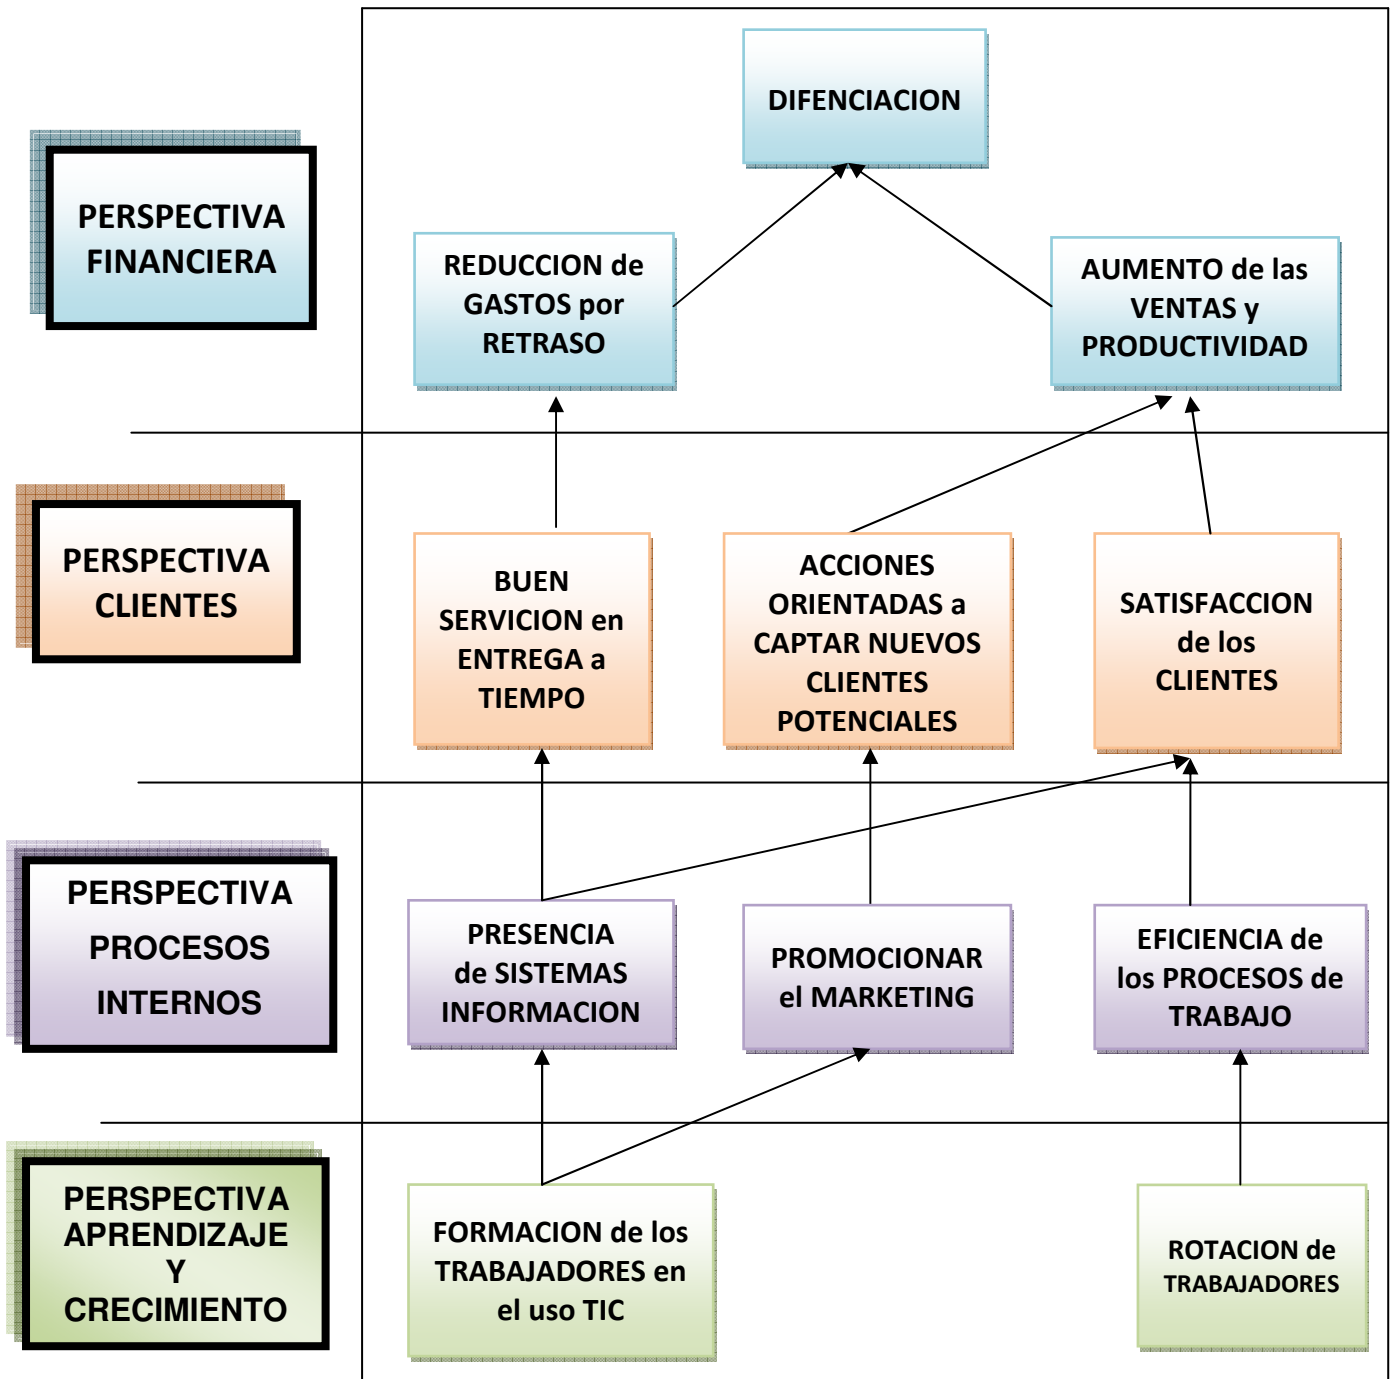 DIFENCIACION
PERSPECTIVA
FINANCIERA
REDUCCION de
GASTOS por
RETRASO
AUMENTO de las
VENTAS y
PRODUCTIVIDAD
PERSPECTIVA
CLIENTES
BUEN
SERVICION en
ENTREGA a
TIEMPO
ACCIONES
ORIENTADAS a
CAPTAR NUEVOS
CLIENTES
POTENCIALES
SATISFACCION
de los
CLIENTES
PERSPECTIVA
PROCESOS
INTERNOS
PRESENCIA
de SISTEMAS
INFORMACION
PROMOCIONAR
el MARKETING
EFICIENCIA de
los PROCESOS de
TRABAJO
PERSPECTIVA
APRENDIZAJE
Y
CRECIMIENTO
FORMACION de los
TRABAJADORES en
el uso TIC
ROTACION de
TRABAJADORES